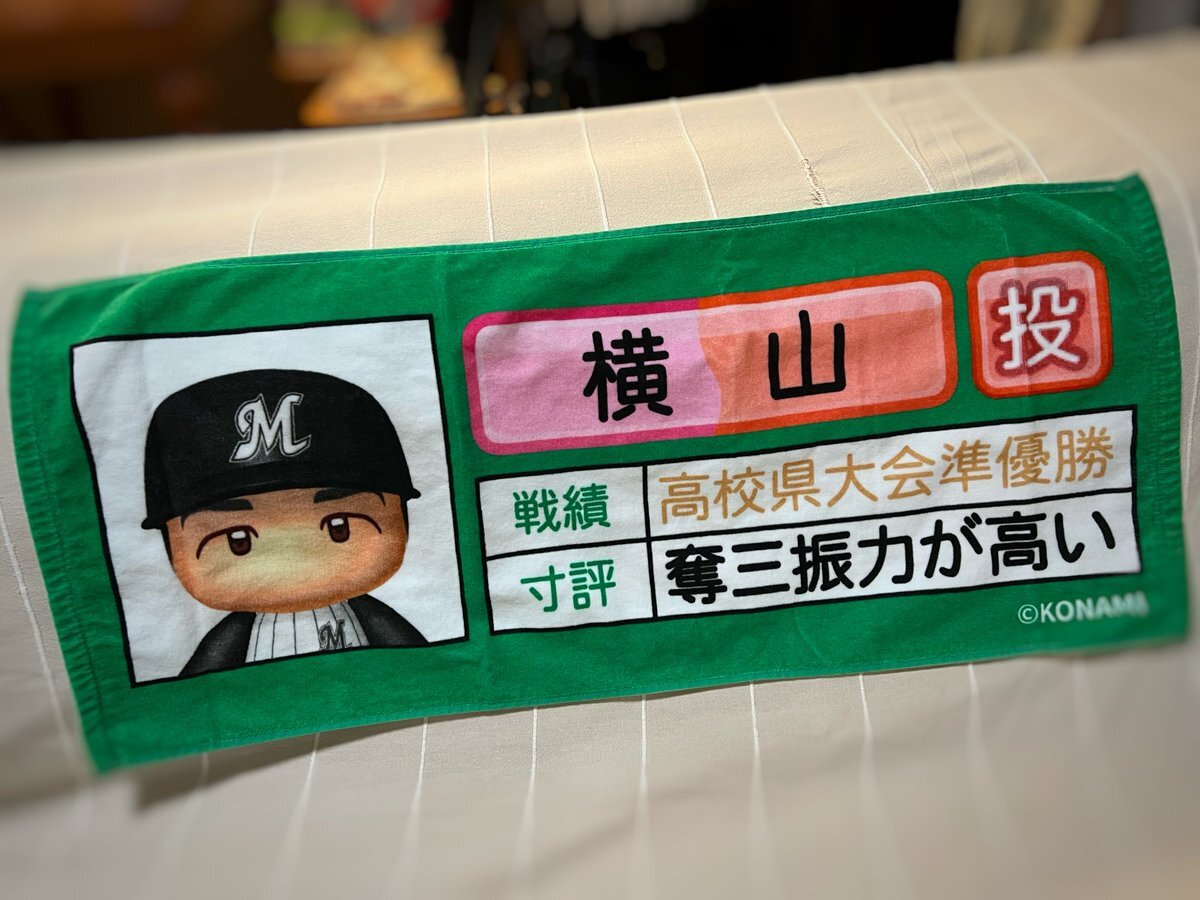 M
横山 投
戦績 高校県大会準優勝
寸評 奪三振力が高い
M
©KONAMI